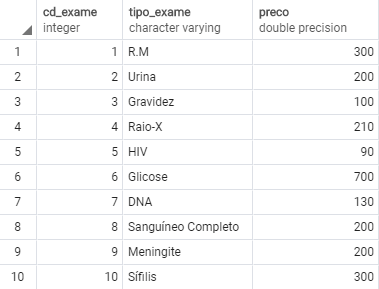 cd_exame tipo_exame preco
integer character varying double precision
1 1 R.M 300
2 2 Urina 200
3 3 Gravidez 100
4 4 Raio-X 210
5 5 HIV 90
6 6 Glicose 700
7 7 DNA 130
8 8 Sanguíneo Completo 200
9 9 Meningite 200
10 10 Sífilis 300